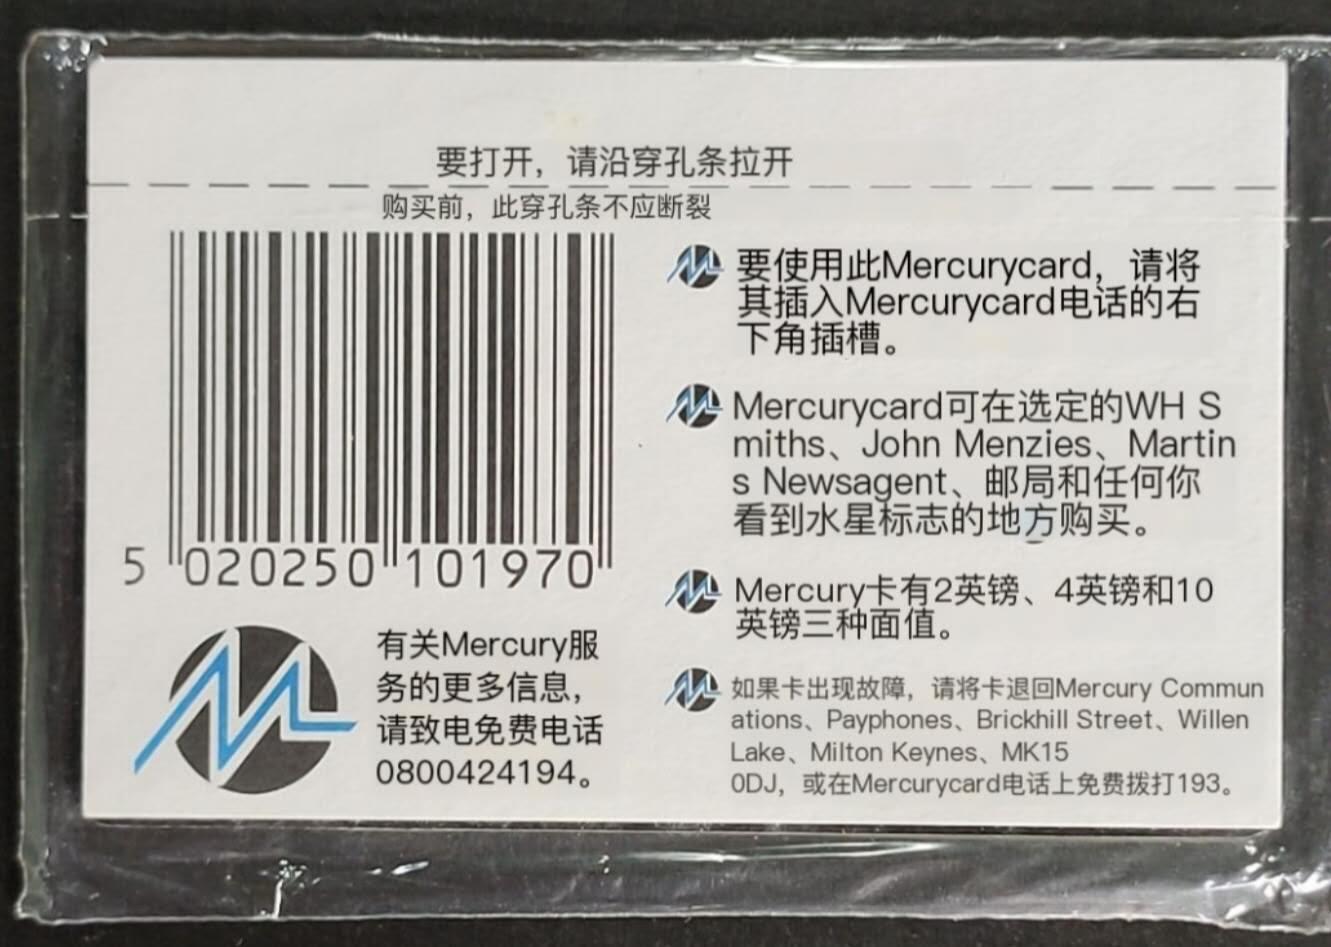 要打开，请沿穿孔条拉开
购买前，此穿孔条不应断裂
5 020250 101970
有关Mercury服
务的更多信息，
请致电免费电话
0800424194。
要使用此Mercurycard，请将
其插入Mercurycard电话的右
下角插槽。
Mercurycard可在选定的WH S
miths、John Menzies、Martin
s Newsagent、邮局和任何你
看到水星标志的地方购买。
Mercury卡有2英镑、4英镑和10
英镑三种面值。
如果卡出现故障，请将卡退回Mercury Commun
ations、Payphones、Brickhill Street、Willen
Lake、Milton Keynes、MK15
0DJ，或在Mercurycard电话上免费拨打193。